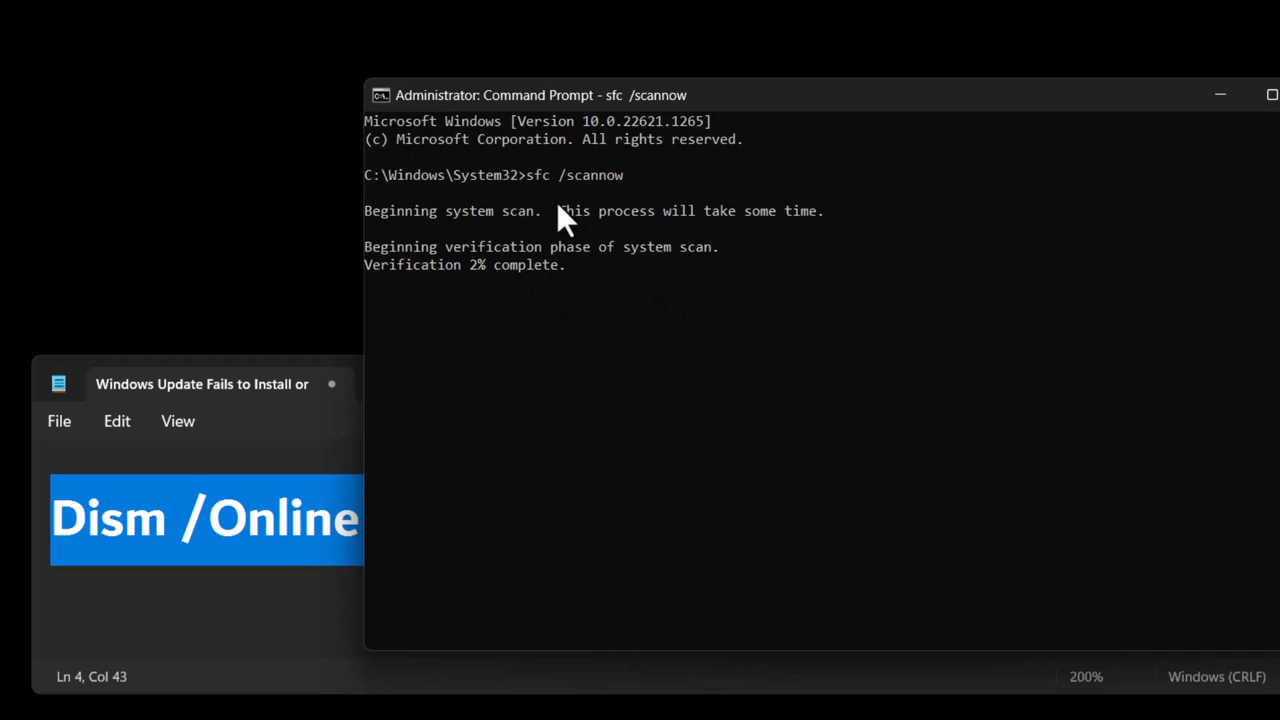 Administrator: Command Prompt - sfc /scannow
Microsoft Windows [Version 10.0.22621.1265]
(c) Microsoft Corporation. All rights reserved.
C:\Windows\System32>sfc /scannow
Beginning system scan. This process will take some time.
Beginning verification phase of system scan.
Verification 2% complete.
Windows Update Fails to Install or
File Edit View
Dism /Online
Ln 4, Col 43 200% Windows (CRLF)